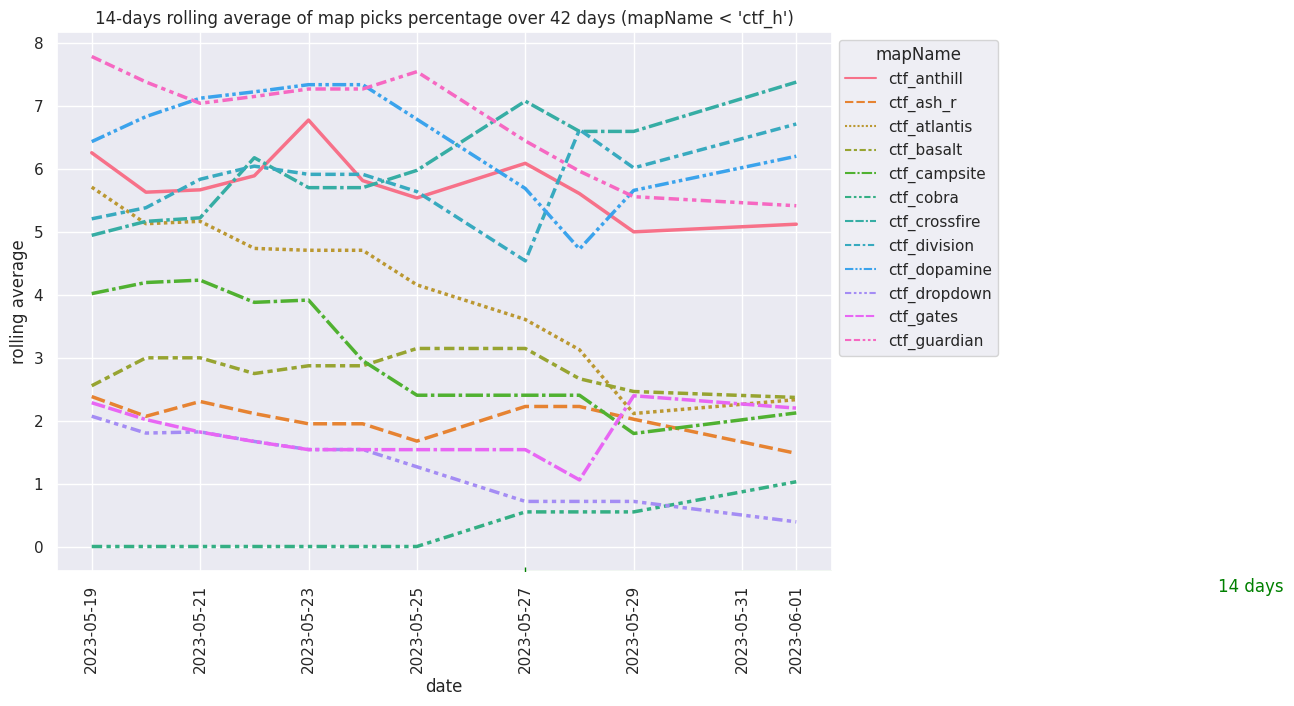 14-days rolling average of map picks percentage over 42 days (mapName < 'ctf_h')
8
7
6
5
4
3
2
1
0
rolling average
2023-05-19
2023-05-21
2023-05-23
2023-05-25
2023-05-27
2023-05-29
2023-05-31
2023-06-01
date
mapName
ctf_anthill
ctf_ash_r
ctf_atlantis
ctf_basalt
ctf_campsite
ctf_cobra
ctf_crossfire
ctf_division
ctf_dopamine
ctf_dropdown
ctf_gates
ctf_guardian
14 days